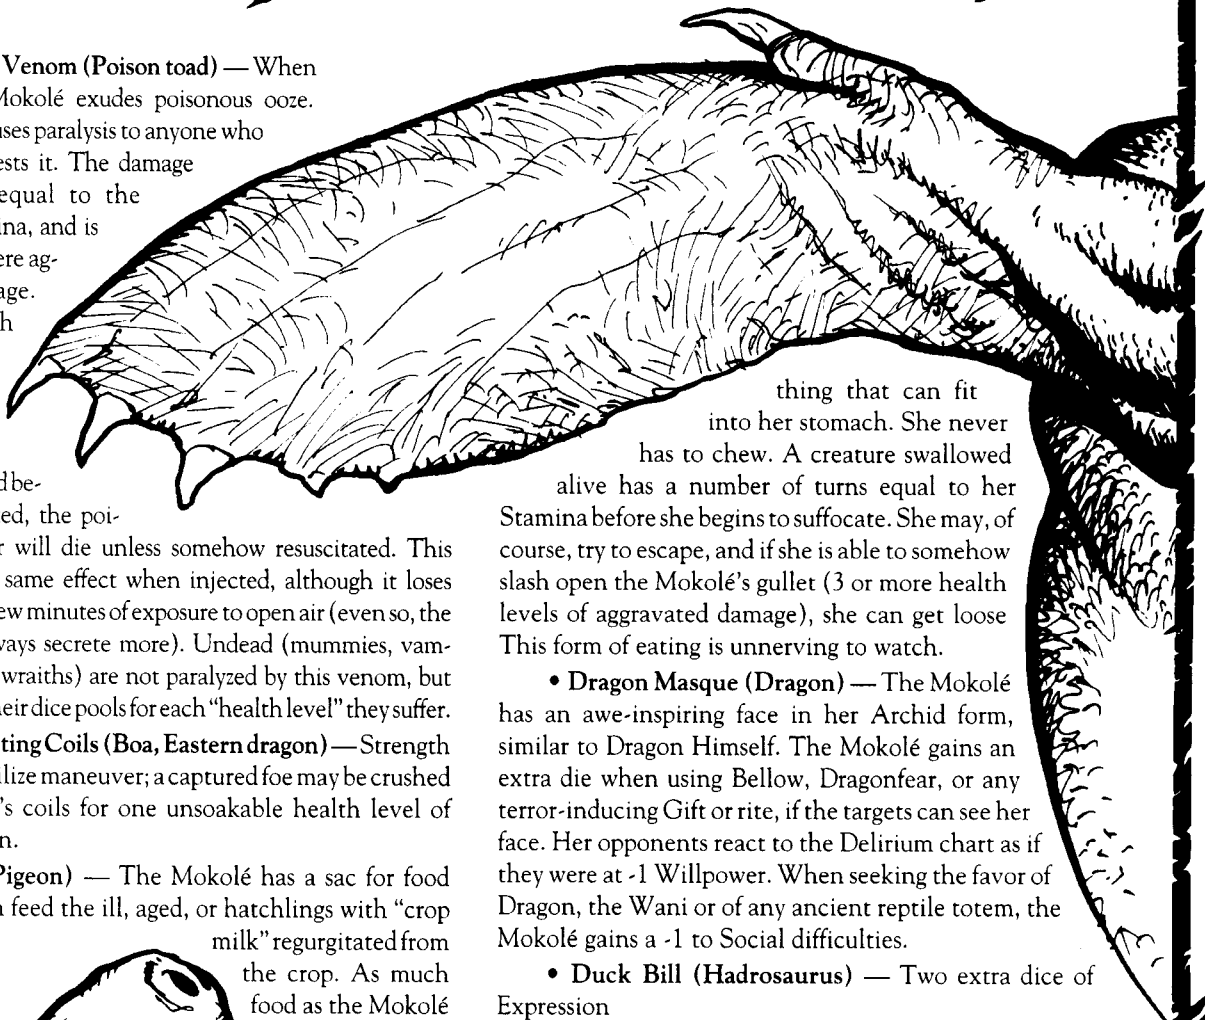 Venom (Poison toad) — When
Mokolé exudes poisonous ooze.
uses paralysis to anyone who
ests it. The damage
equal to the
ina, and is
ere ag-
age.
h
d be-
ed, the poi-
r will die unless somehow resuscitated. This
same effect when injected, although it loses
ew minutes of exposure to open air (even so, the
ways secrete more). Undead (mummies, vam-
wraiths) are not paralyzed by this venom, but
heir dice pools for each “health level” they suffer.
ting Coils (Boa, Eastern dragon) — Strength
ilize maneuver; a captured foe may be crushed
's coils for one unsoakable health level of
n.
Pigeon) — The Mokolé has a sac for food
n feed the ill, aged, or hatchlings with “crop
milk” regurgitated from
the crop. As much
food as the Mokolé
thing that can fit
into her stomach. She never
has to chew. A creature swallowed
alive has a number of turns equal to her
Stamina before she begins to suffocate. She may, of
course, try to escape, and if she is able to somehow
slash open the Mokolé's gullet (3 or more health
levels of aggravated damage), she can get loose
This form of eating is unnerving to watch.
• Dragon Masque (Dragon) — The Mokolé
has an awe-inspiring face in her Archid form,
similar to Dragon Himself. The Mokolé gains an
extra die when using Bellow, Dragonfear, or any
terror-inducing Gift or rite, if the targets can see her
face. Her opponents react to the Delirium chart as if
they were at -1 Willpower. When seeking the favor of
Dragon, the Wani or of any ancient reptile totem, the
Mokolé gains a -1 to Social difficulties.
• Duck Bill (Hadrosaurus) — Two extra dice of
Expression